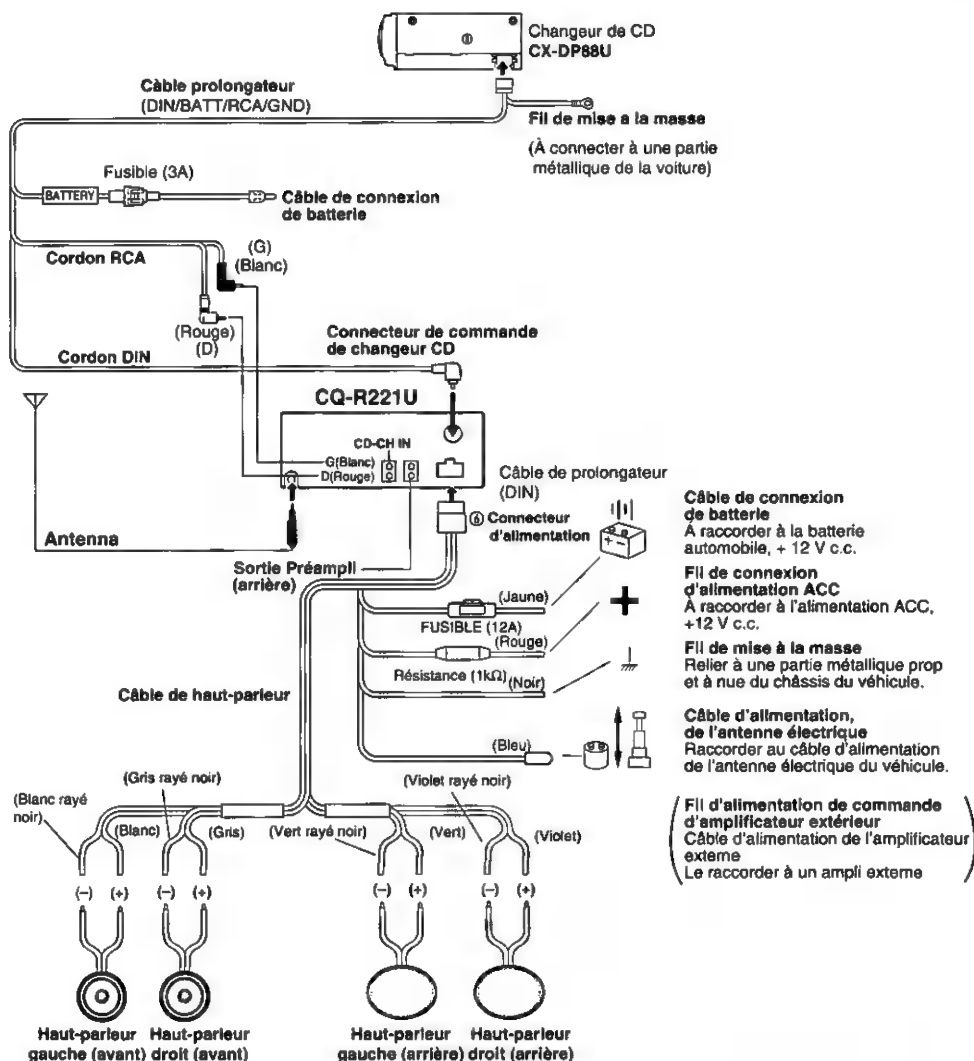 Changeur de CD
CX-DP88U
Câble prolongateur
(DIN/BATT/RCA/GND)
Fil de mise a la masse
(À connecter à une partie
métallique de la voiture)
Fusible (3A)
BATTERY
Câble de connexion
de batterie
(G)
(Blanc)
Cordon RCA
(Rouge)
(D)
Connecteur de commande
de changeur CD
Cordon DIN
CQ-R221U
CD-CH IN
G(Blanc)
D(Rouge)
Câble de prolongateur
(DIN)
⑥ Connecteur
d'alimentation
Antenna
Sortie Préampli
(arrière)
(Jaune)
FUSIBLE (12A)
(Rouge)
Résistance (1kΩ)
(Noir)
(Bleu)
Câble de connexion
de batterie
À raccorder à la batterie
automobile, + 12 V c.c.
Fil de connexion
d'alimentation ACC
À raccorder à l'alimentation ACC,
+12 V c.c.
Fil de mise à la masse
Relier à une partie métallique prop
et à nue du châssis du véhicule.
Câble d'alimentation,
de l'antenne électrique
Raccorder au câble d'alimentation
de l'antenne électrique du véhicule.
Fil d'alimentation de commande
d'amplificateur extérieur
Câble d'alimentation de l'amplificateur
externe
Le raccorder à un ampli externe
Câble de haut-parleur
(Gris rayé noir)
(Violet rayé noir)
(Blanc rayé
noir)
(Blanc)
(Gris)
(Vert rayé noir)
(Vert)
(Violet)
(–) (+) (–) (+) (–) (+) (–) (+)
Haut-parleur
gauche (avant)
Haut-parleur
droit (avant)
Haut-parleur
gauche (arrière)
Haut-parleur
droit (arrière)